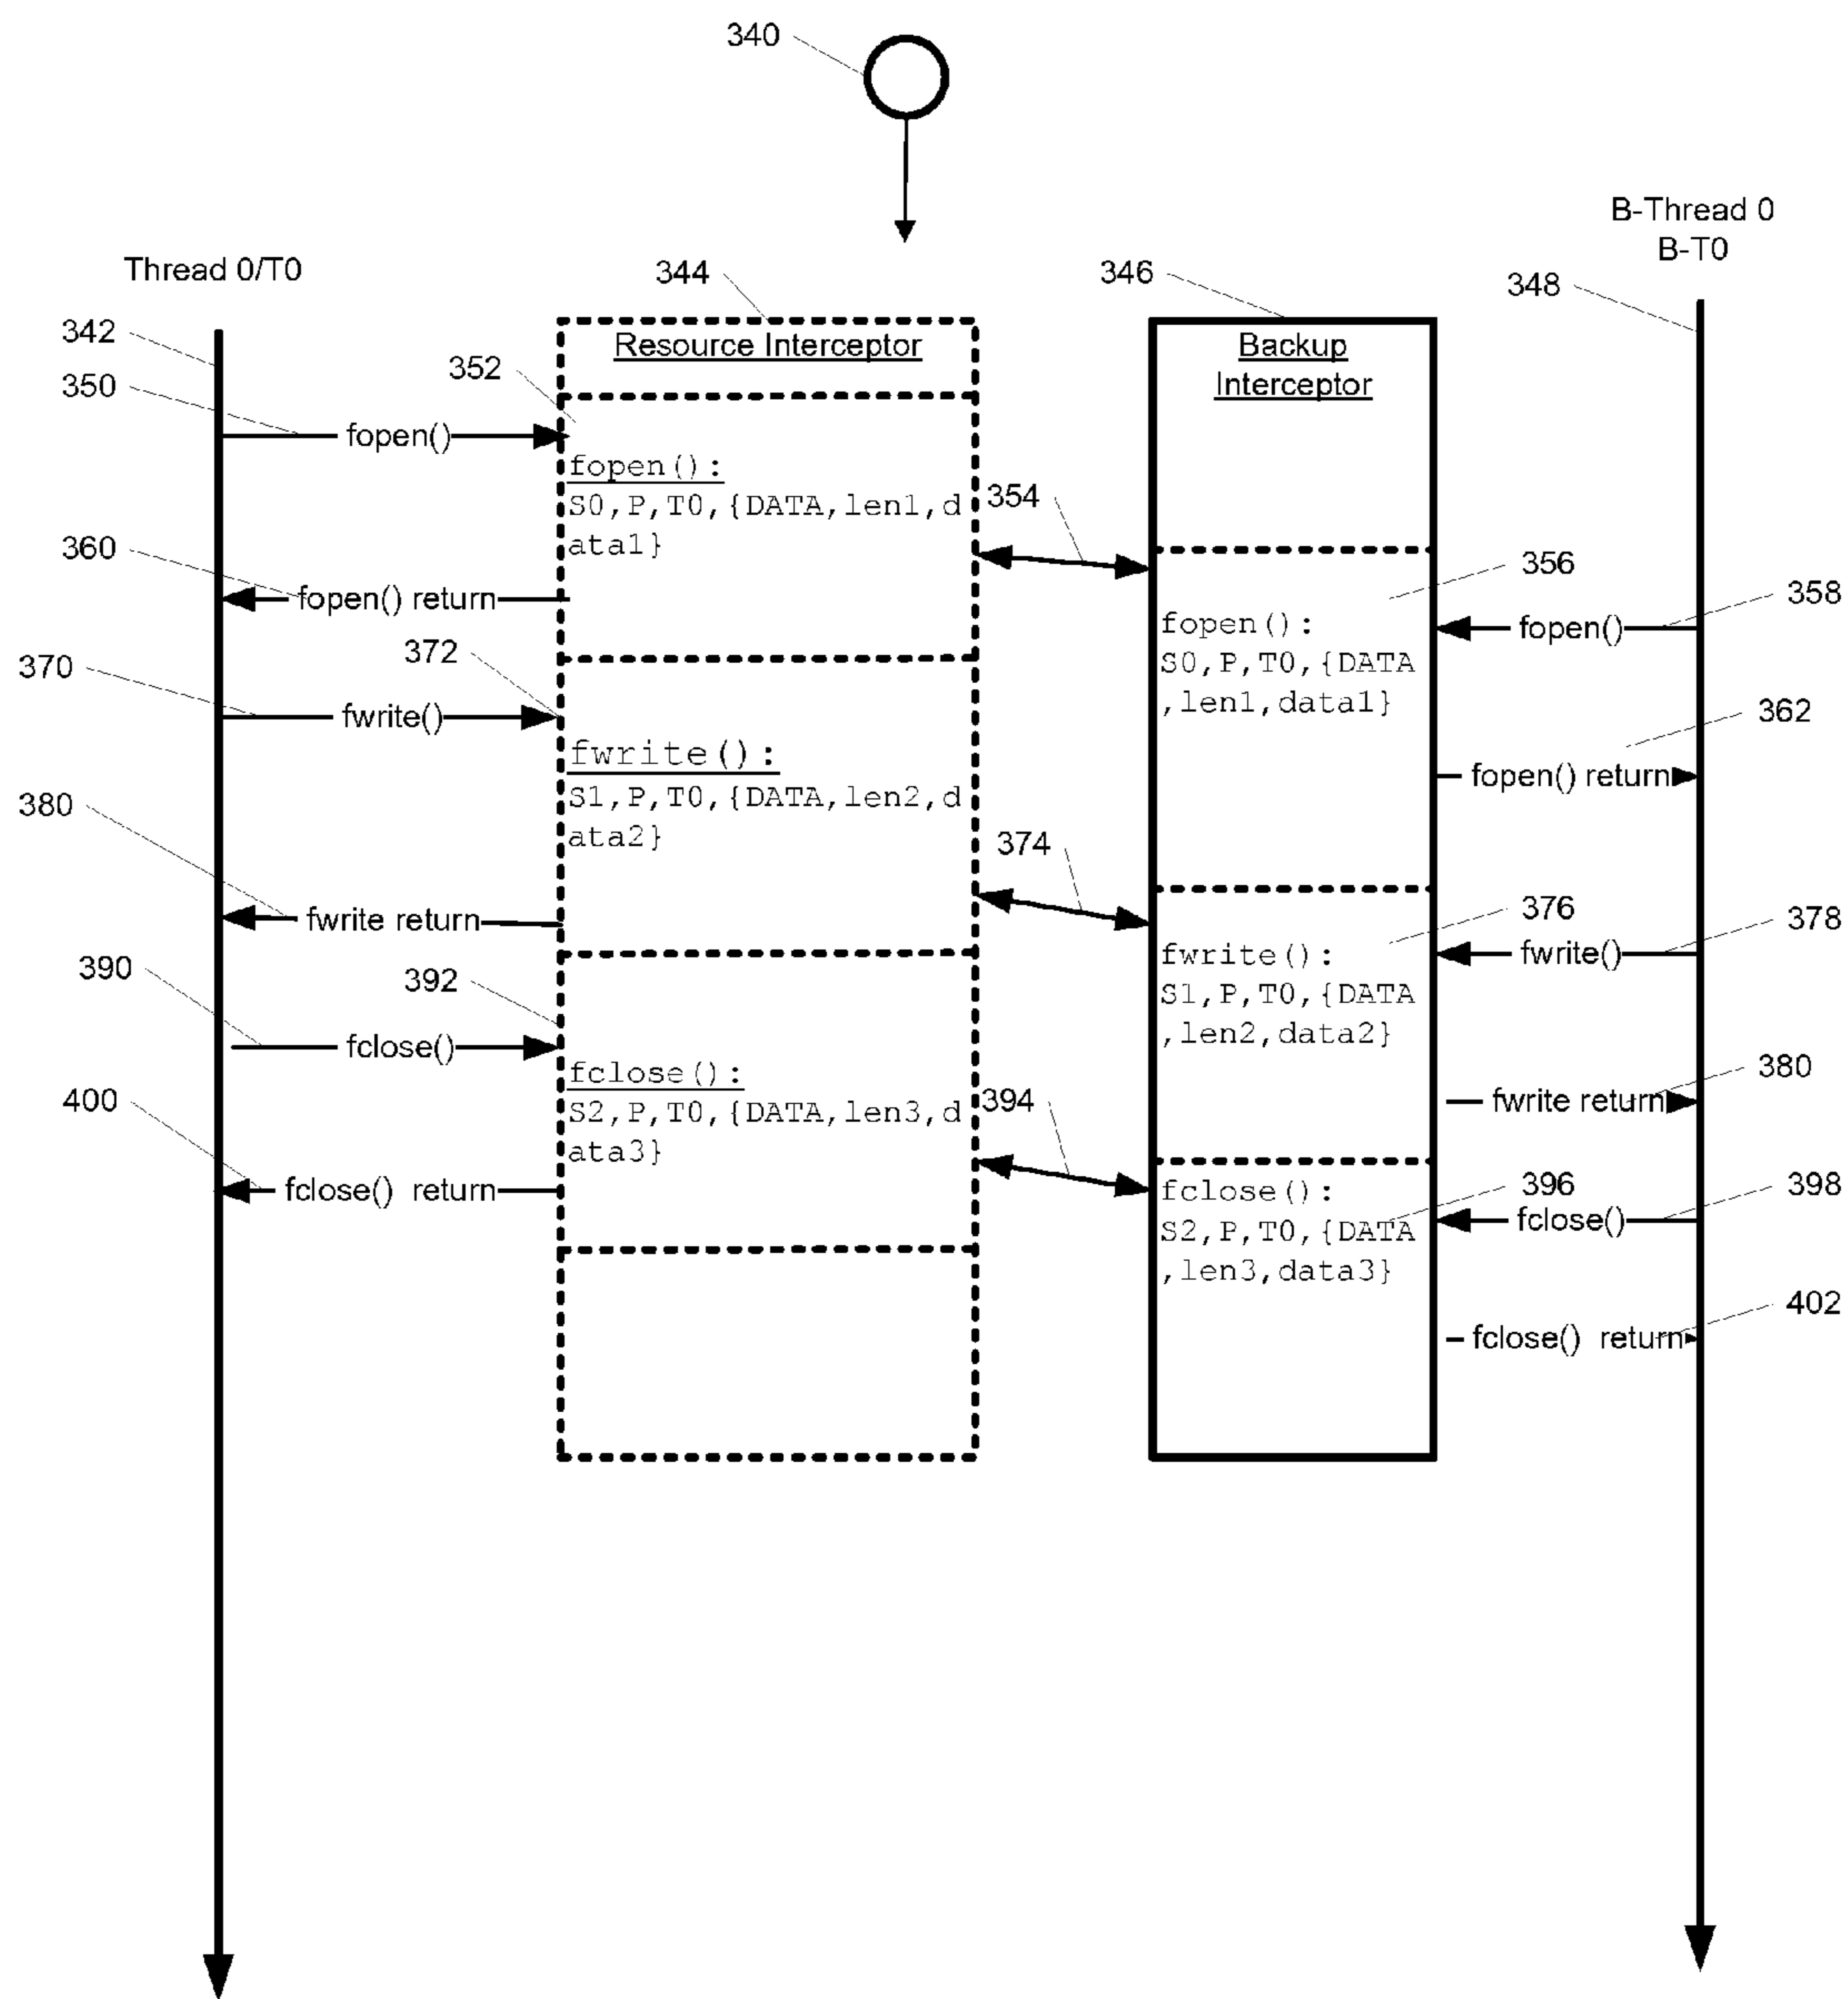 340
B-Thread 0
B-T0
Thread 0/T0
344
346
348
342
Resource Interceptor
Backup
Interceptor
352
350
fopen()
fopen():
S0,P,T0,{DATA,len1,d
ata1}
354
360
356
358
fopen() return
fopen()
fopen():
S0,P,T0,{DATA
,len1,data1}
372
370
362
fwrite()
fwrite():
S1,P,T0,{DATA,len2,d
ata2}
fopen() return
380
374
376
378
fwrite return
fwrite()
fwrite():
S1,P,T0,{DATA
,len2,data2}
390
392
fclose()
fclose():
S2,P,T0,{DATA,len3,d
ata3}
380
fwrite return
400
394
396
398
fclose() return
fclose()
fclose():
S2,P,T0,{DATA
,len3,data3}
402
fclose() return